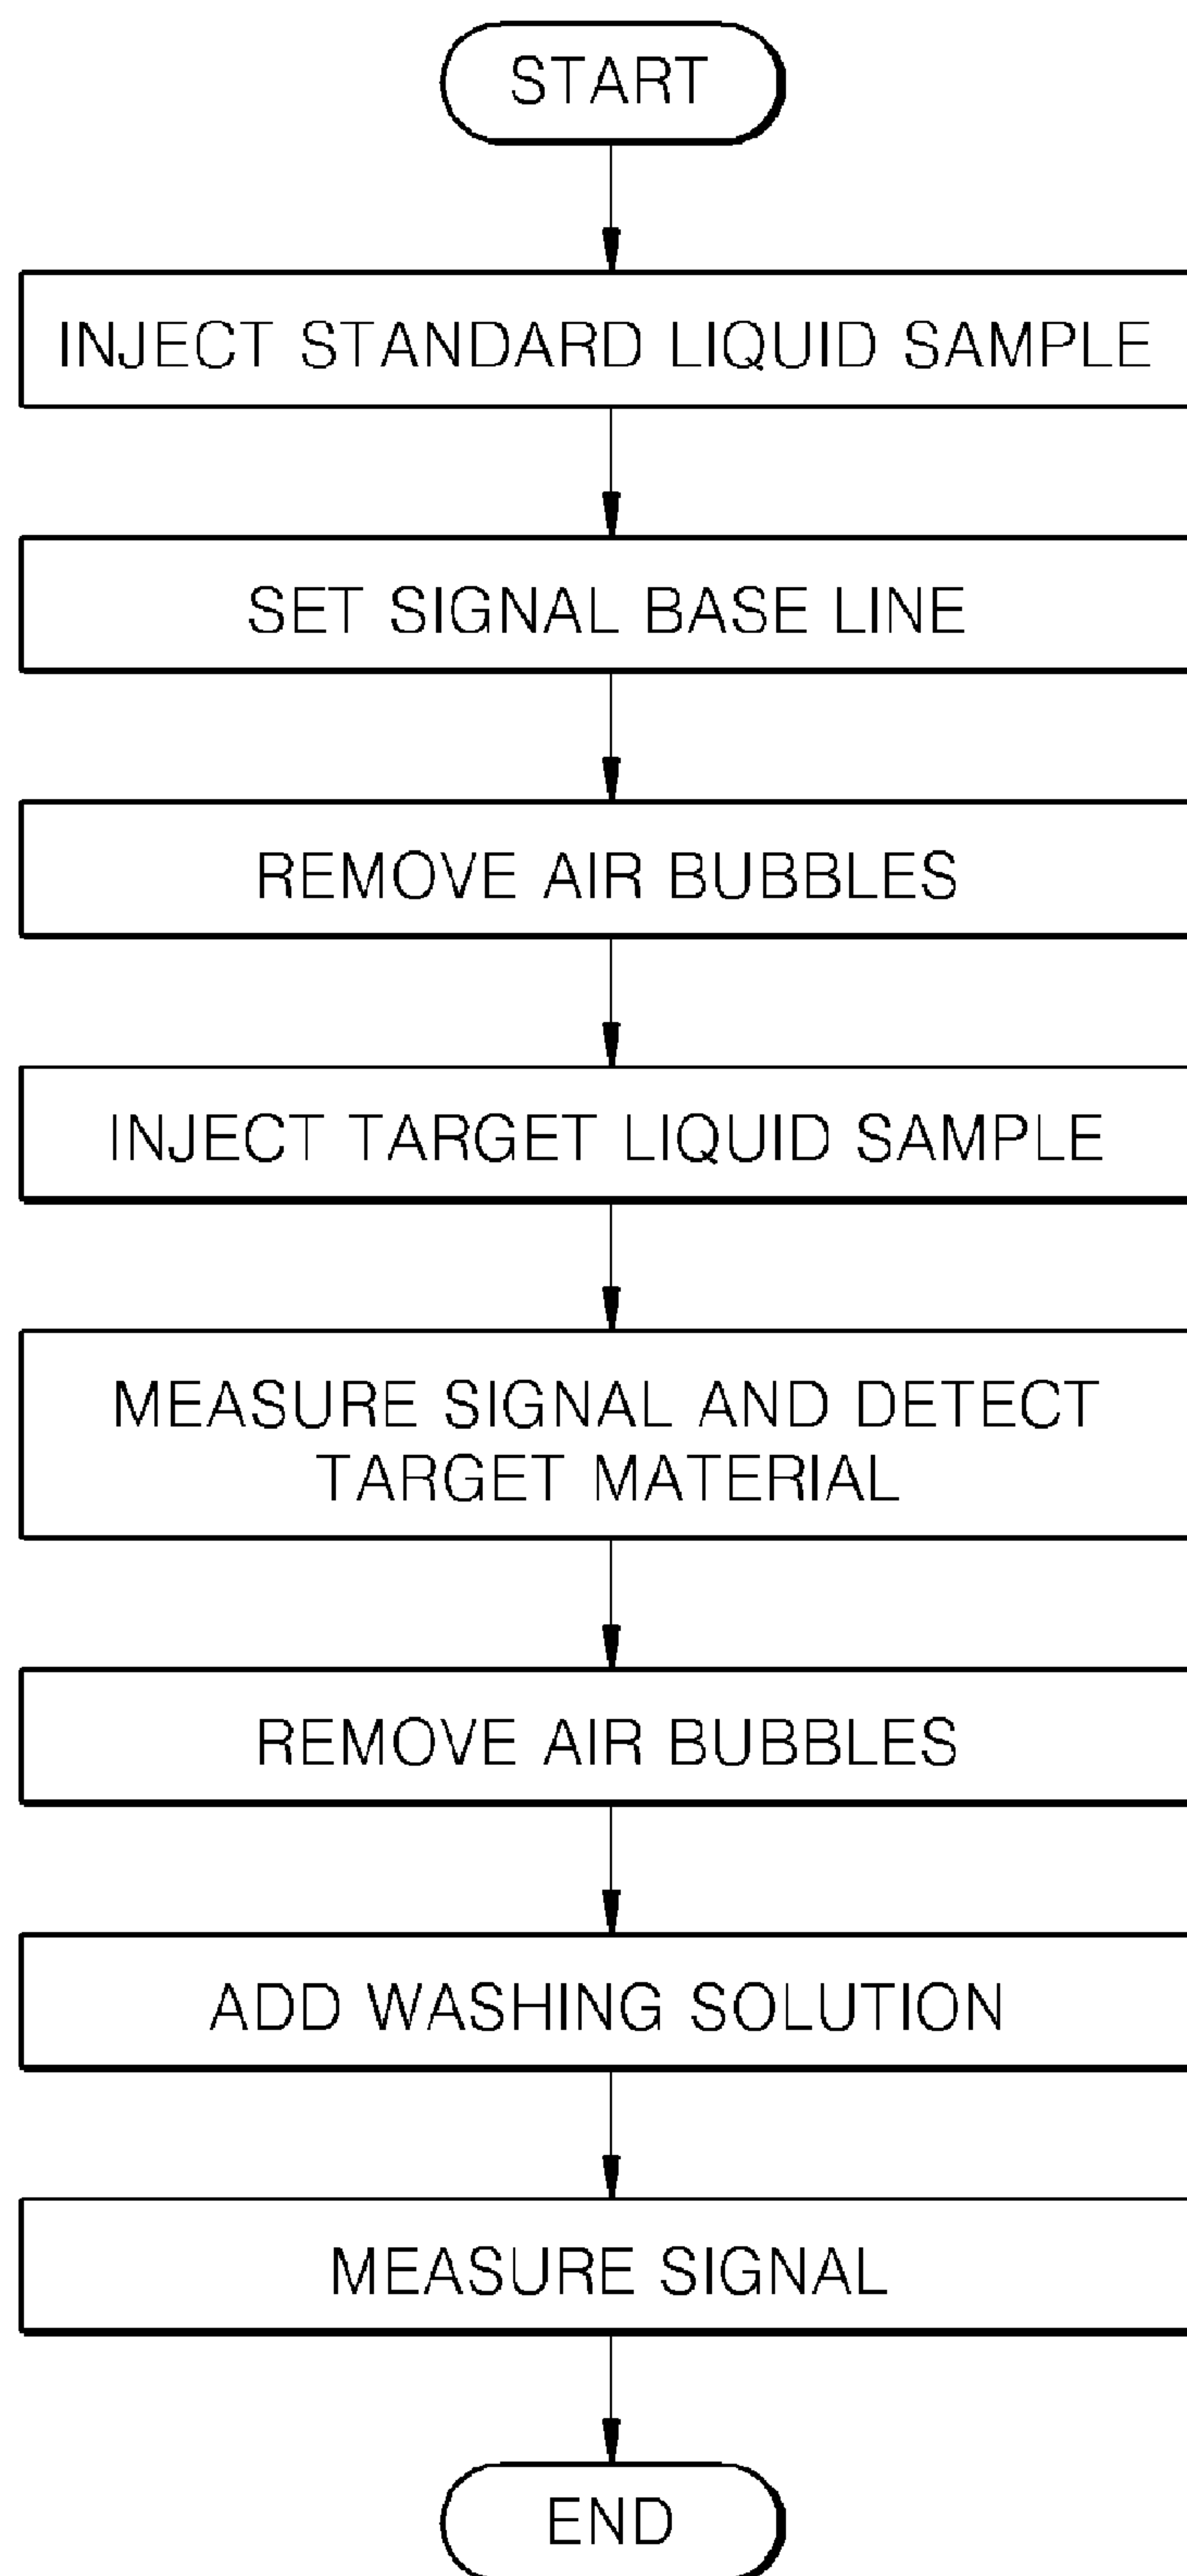 START
INJECT STANDARD LIQUID SAMPLE
SET SIGNAL BASE LINE
REMOVE AIR BUBBLES
INJECT TARGET LIQUID SAMPLE
MEASURE SIGNAL AND DETECT
TARGET MATERIAL
REMOVE AIR BUBBLES
ADD WASHING SOLUTION
MEASURE SIGNAL
END